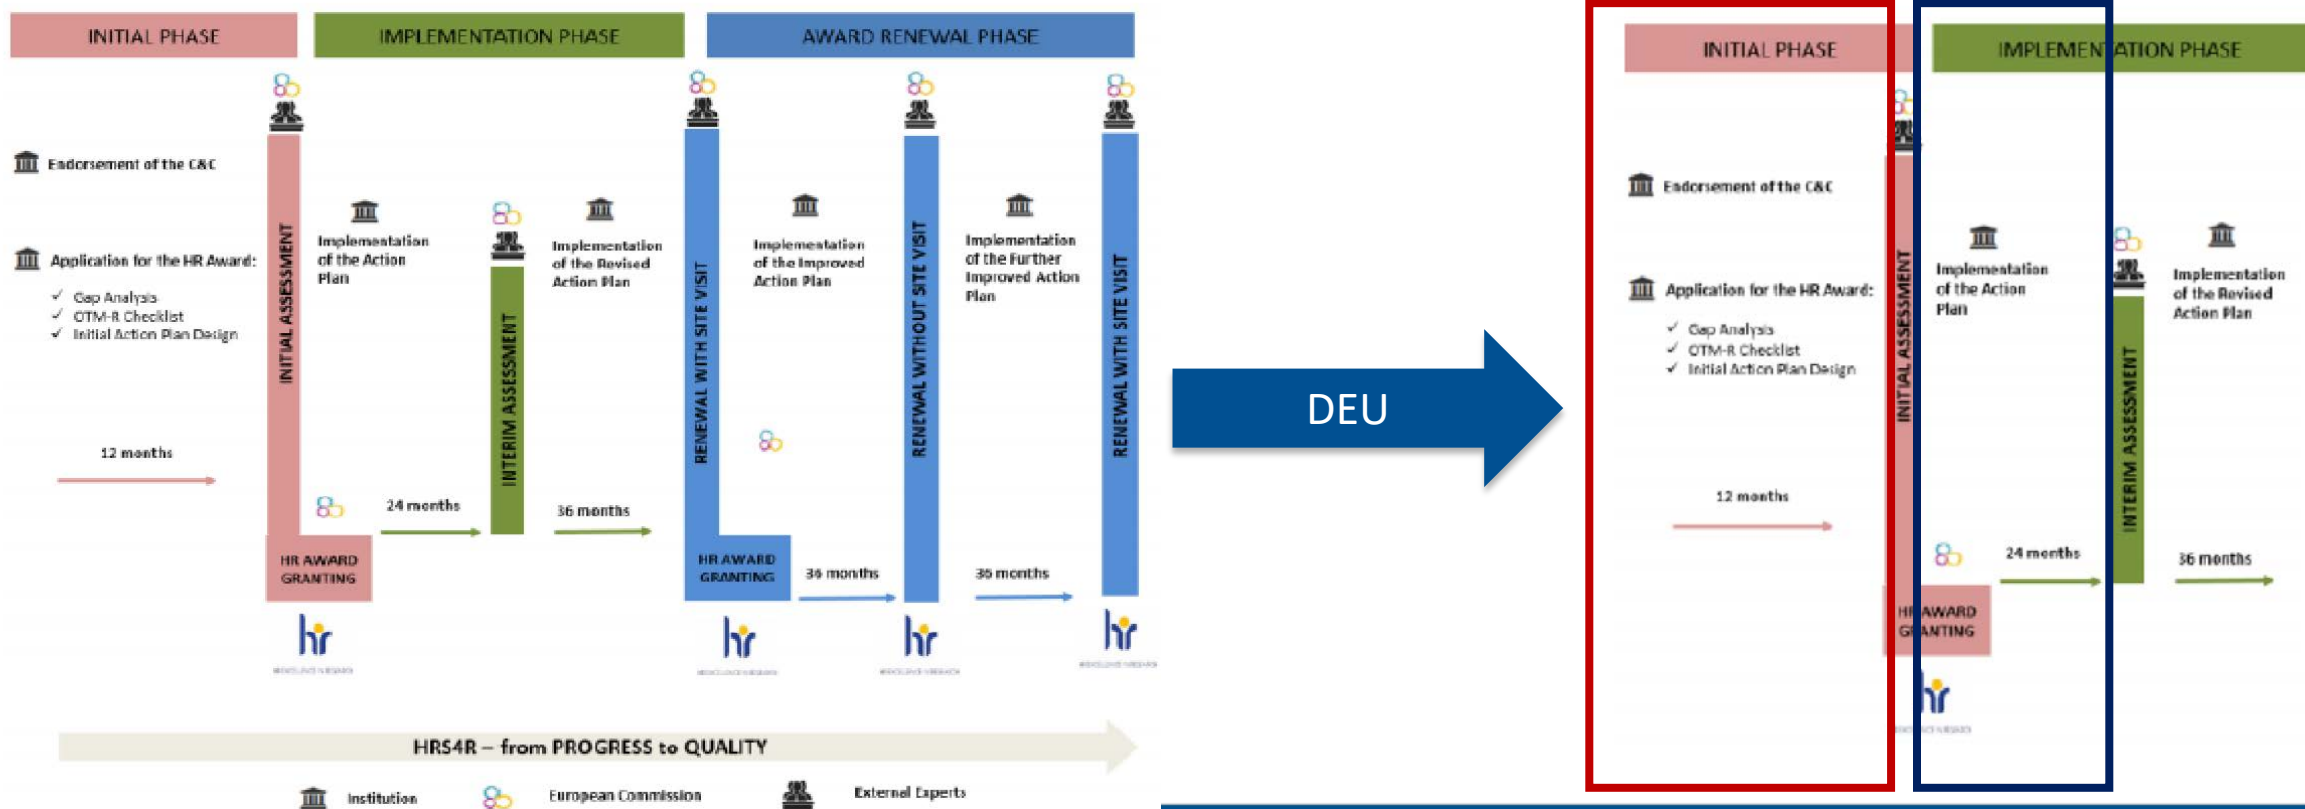 INITIAL PHASE
IMPLEMENTATION PHASE
AWARD RENEWAL PHASE
Endorsement of the C&C
Application for the HR Award:
✓ Gap Analysis
✓ OTM-R Checklist
✓ Initial Action Plan Design
12 months
INITIAL ASSESSMENT
HR AWARD
GRANTING
hr
Implementation
of the Action
Plan
24 months
INTERIM ASSESSMENT
Implementation
of the Revised
Action Plan
36 months
RENEWAL WITH SITE VISIT
HR AWARD
GRANTING
hr
Implementation
of the Improved
Action Plan
36 months
RENEWAL WITHOUT SITE VISIT
hr
Implementation
of the Further
Improved Action
Plan
36 months
RENEWAL WITH SITE VISIT
hr
HRS4R – from PROGRESS to QUALITY
Institution
European Commission
External Experts
DEU
INITIAL PHASE
IMPLEMENTATION PHASE
Endorsement of the C&C
Application for the HR Award:
✓ Gap Analysis
✓ OTM-R Checklist
✓ Initial Action Plan Design
12 months
INITIAL ASSESSMENT
HR AWARD
GRANTING
hr
Implementation
of the Action
Plan
24 months
INTERIM ASSESSMENT
Implementation
of the Revised
Action Plan
36 months